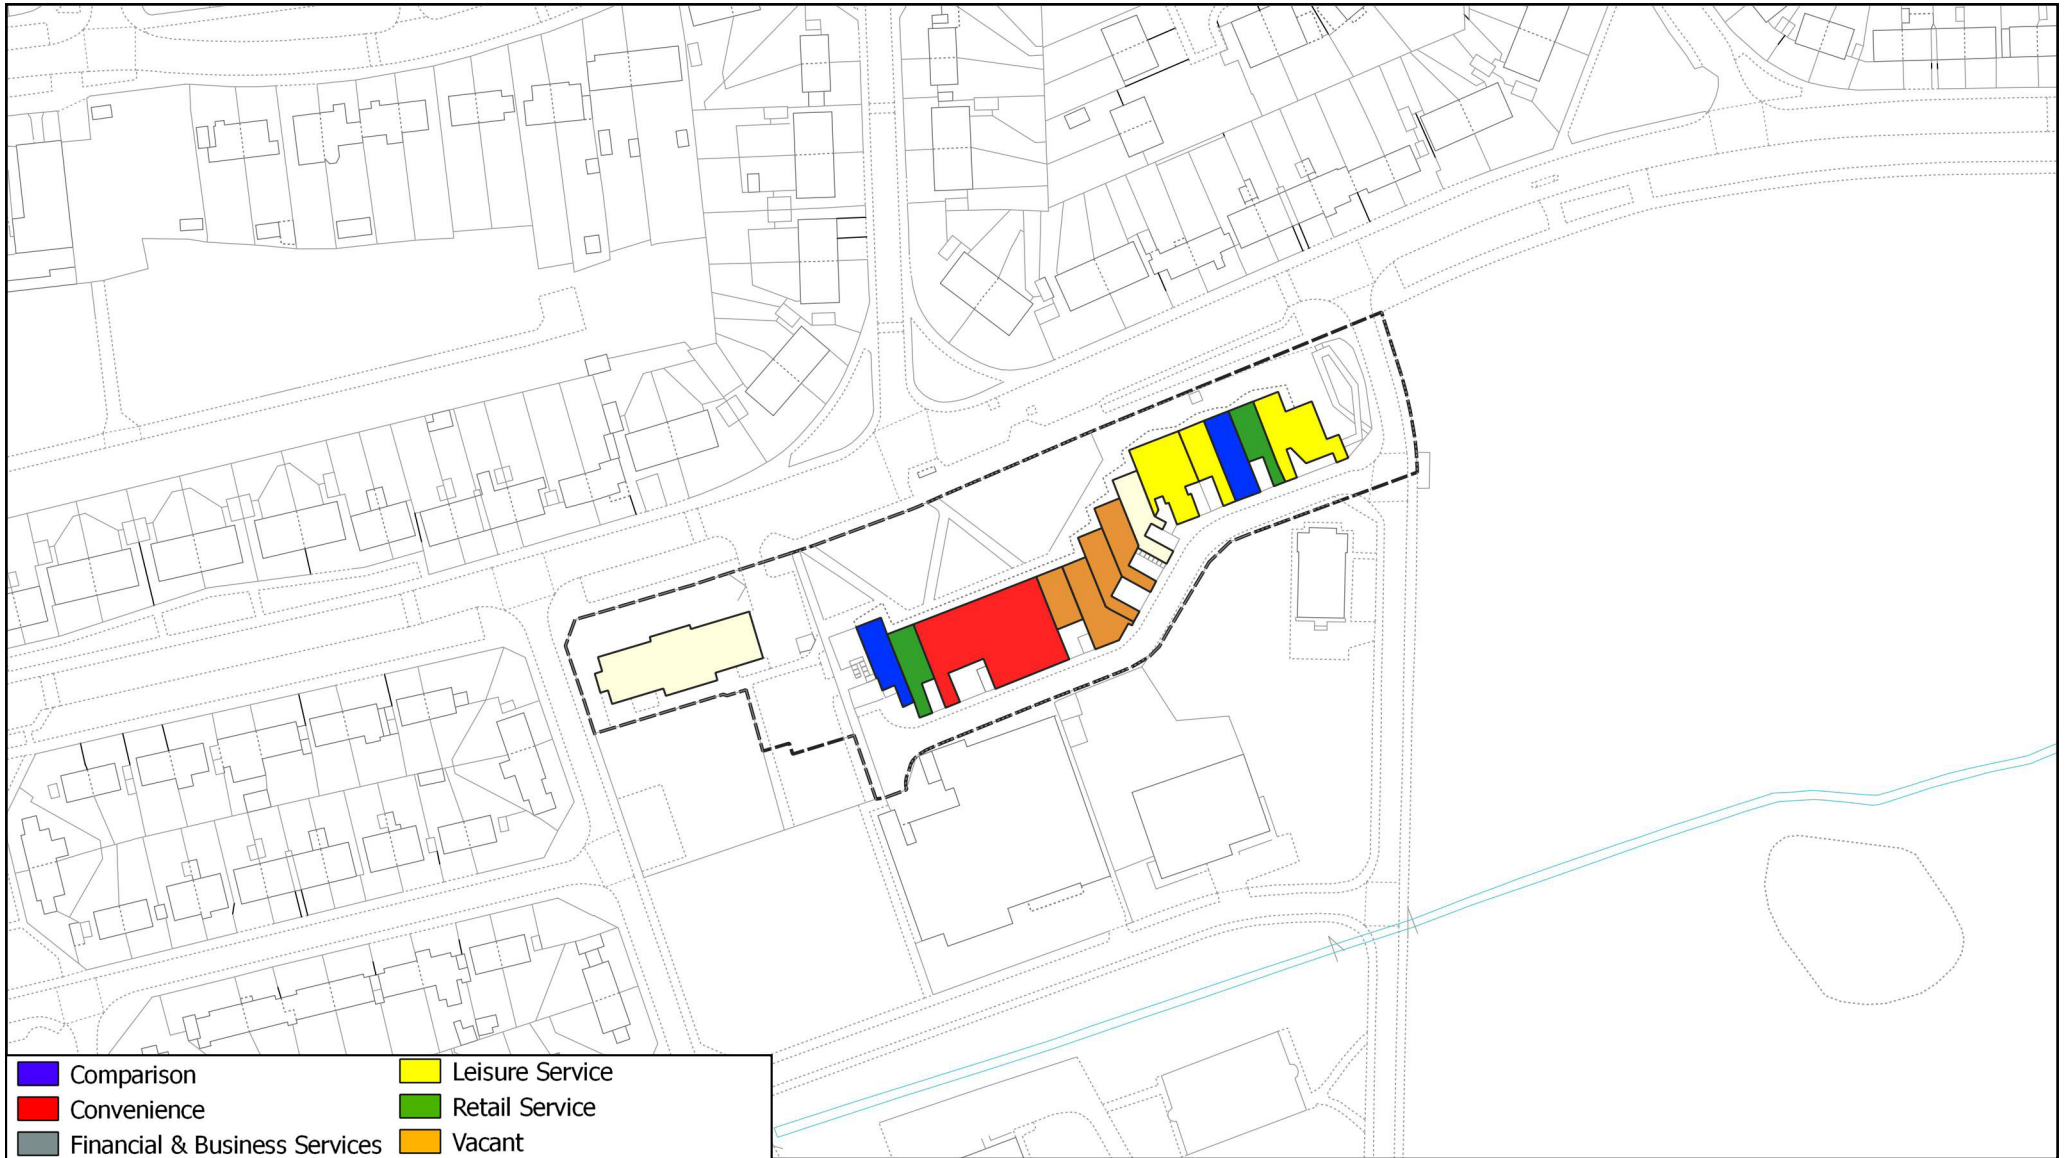 Comparison
Convenience
Financial & Business Services
Leisure Service
Retail Service
Vacant